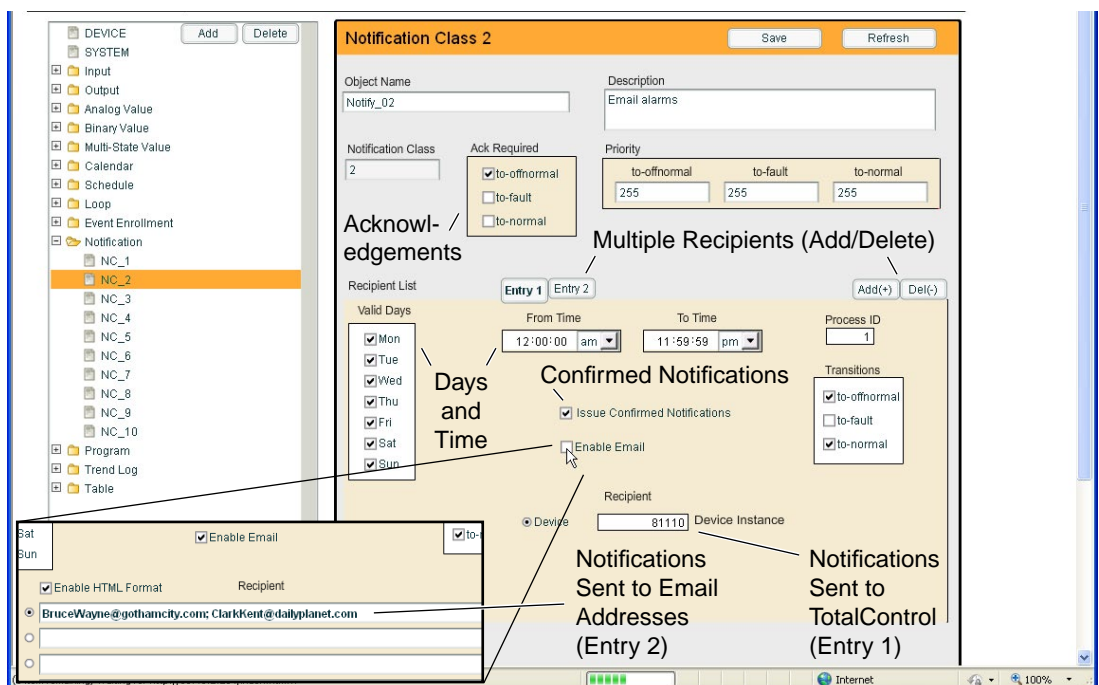 DEVICE
Add
Delete
SYSTEM
Input
Output
Analog Value
Binary Value
Multi-State Value
Calendar
Schedule
Loop
Event Enrollment
Notification
NC_1
NC_2
NC_3
NC_4
NC_5
NC_6
NC_7
NC_8
NC_9
NC_10
Program
Trend Log
Table
Notification Class 2
Save
Refresh
Object Name
Notify_02
Description
Email alarms
Notification Class
2
Ack Required
to-offnormal
to-fault
to-normal
Priority
to-offnormal
to-fault
to-normal
255
255
255
Acknowl-
edgements
Multiple Recipients (Add/Delete)
Recipient List
Entry 1
Entry 2
Add(+)
Del(-)
Valid Days
Mon
Tue
Wed
Thu
Fri
Sat
Sun
From Time
12:00:00 am
To Time
11:59:59 pm
Process ID
1
Days
and
Time
Confirmed Notifications
Issue Confirmed Notifications
Enable Email
Transitions
to-offnormal
to-fault
to-normal
Recipient
Device
81110
Device Instance
Notifications
Sent to Email
Addresses
(Entry 2)
Notifications
Sent to
TotalControl
(Entry 1)
Sat
Sun
Enable Email
Enable HTML Format
Recipient
BruceWayne@gothamcity.com; ClarkKent@dailyplanet.com
Internet
100%